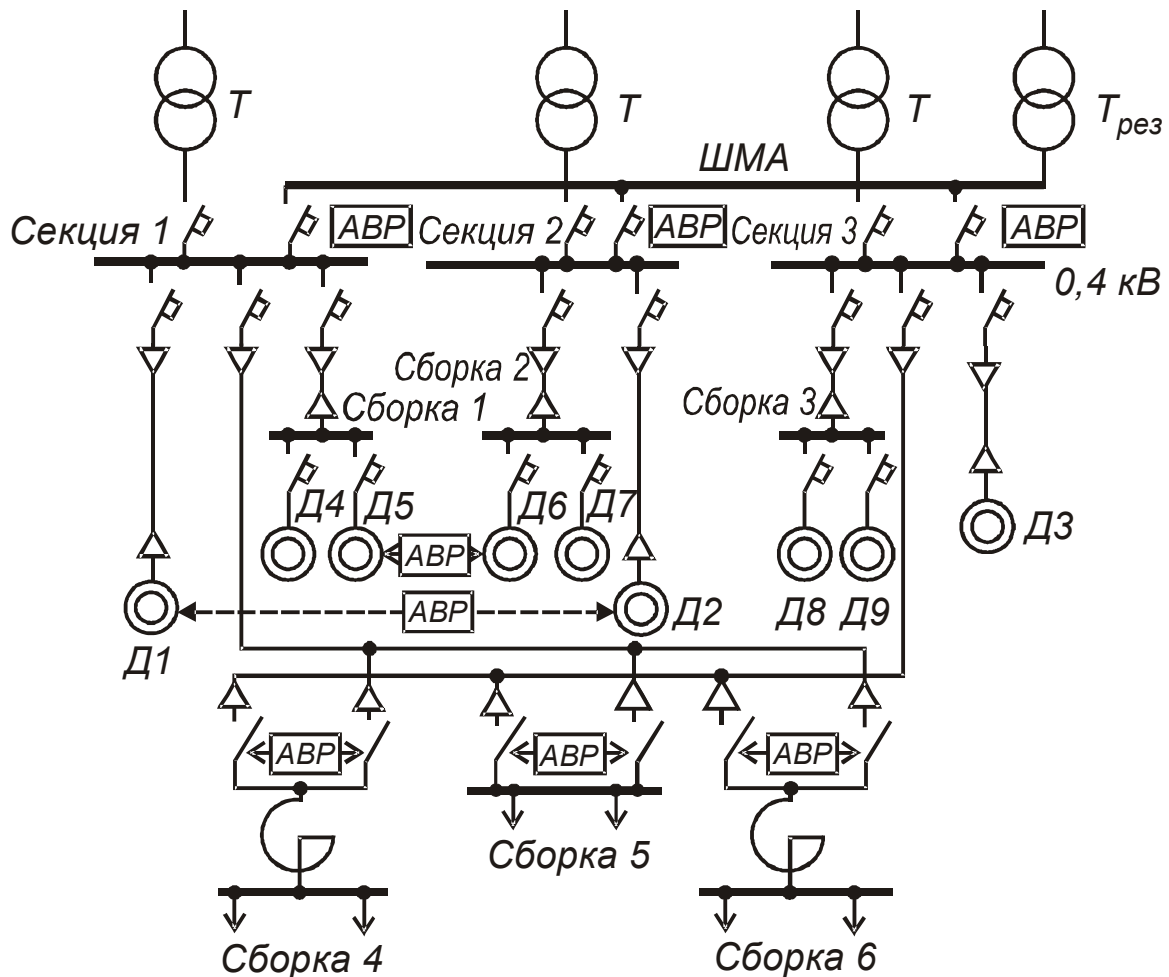 Т
Т
Т
Трез
ШМА
Секция 1
АВР
Секция 2
АВР
Секция 3
АВР
0,4 кВ
Сборка 2
Сборка 1
Сборка 3
Д4
Д5
Д6
Д7
Д3
АВР
АВР
Д1
Д2
Д8
Д9
АВР
АВР
АВР
Сборка 5
Сборка 4
Сборка 6